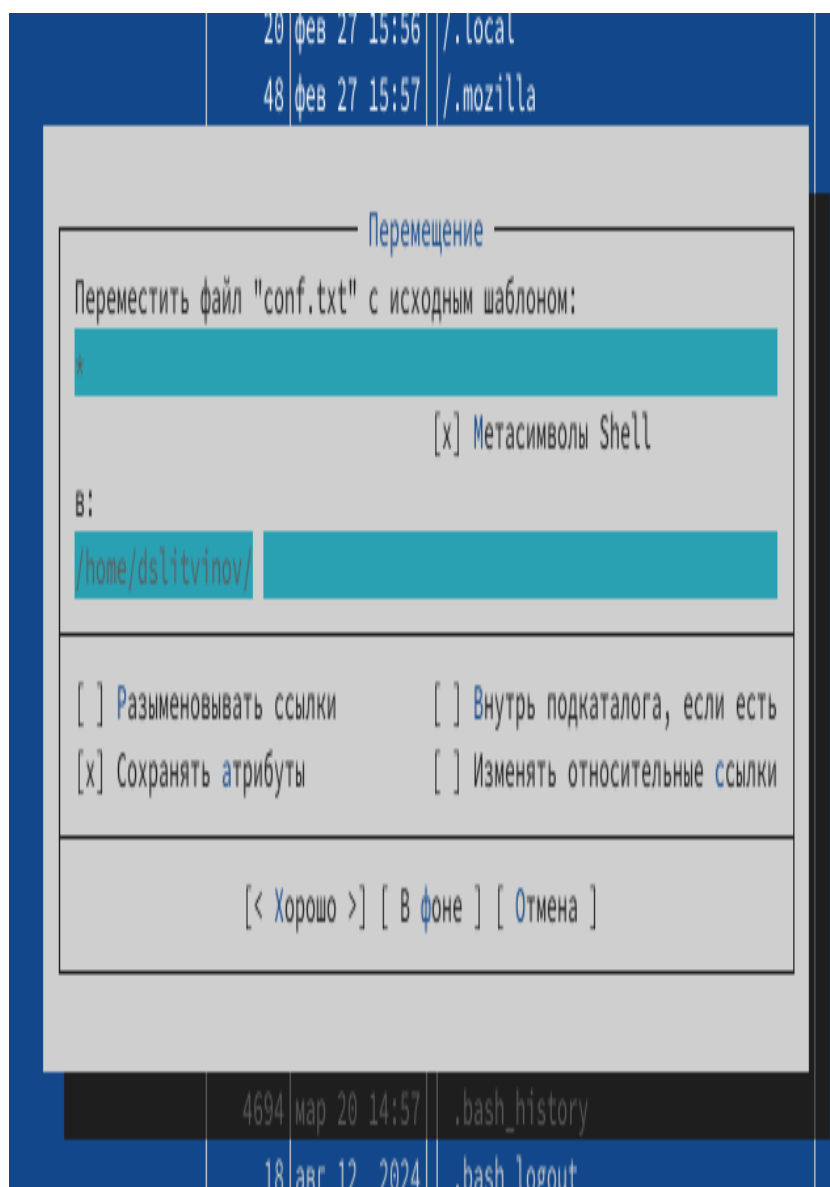 20 фев 27 15:56 /.local
48 фев 27 15:57 /.mozilla
Перемещение
Переместить файл "conf.txt" с исходным шаблоном:
*
[x] Метасимволы Shell
в:
/home/dslitvinov/
[ ] Разыменовывать ссылки [ ] Внутрь подкаталога, если есть
[x] Сохранять атрибуты [ ] Изменять относительные ссылки
[< Хорошо >] [ В фоне ] [ Отмена ]
4694 мар 20 14:57 .bash_history
18 авг 12 2024 .bash_logout